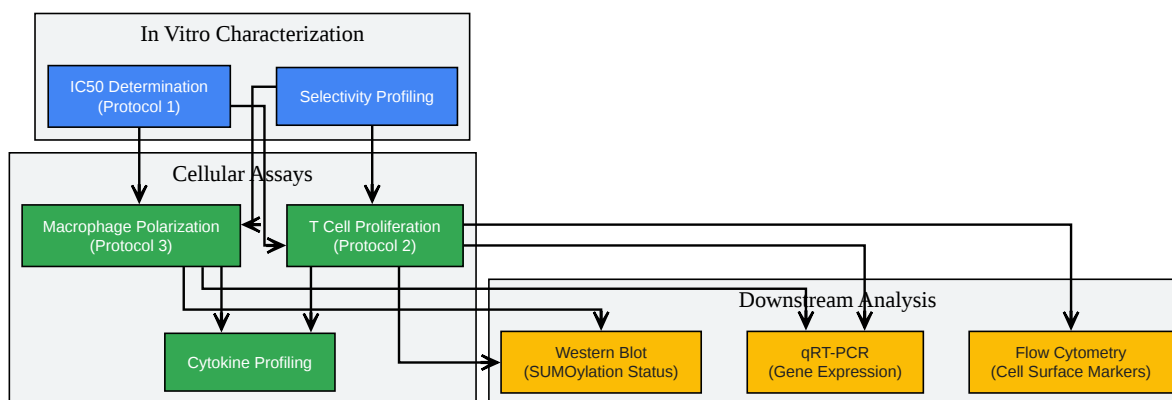 In Vitro Characterization
IC50 Determination
(Protocol 1)
Selectivity Profiling
Cellular Assays
Macrophage Polarization
(Protocol 3)
T Cell Proliferation
(Protocol 2)
Cytokine Profiling
Downstream Analysis
Western Blot
(SUMOylation Status)
qRT-PCR
(Gene Expression)
Flow Cytometry
(Cell Surface Markers)